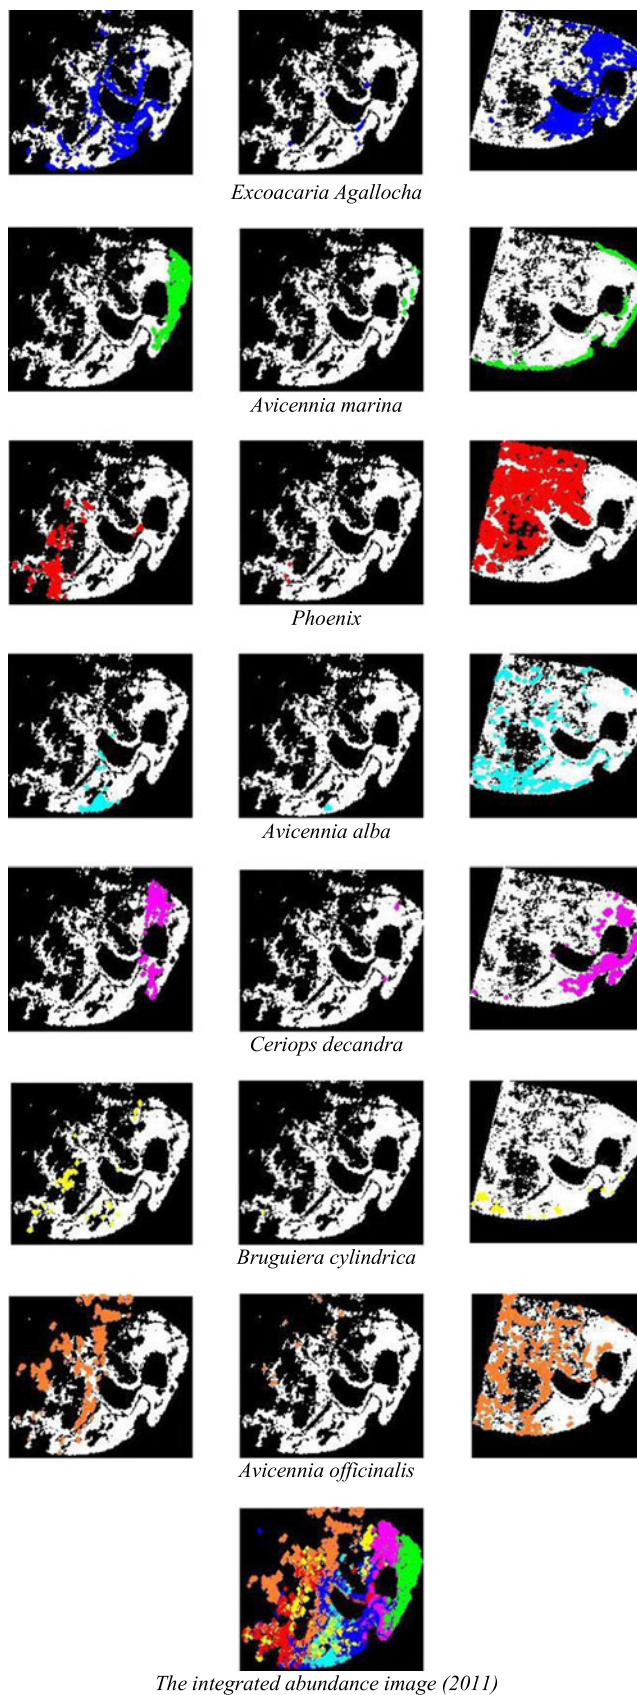 Excoacaria Agallocha
Avicennia marina
Phoenix
Avicennia alba
Ceriops decandra
Bruguiera cylindrica
Avicennia officinalis
The integrated abundance image (2011)